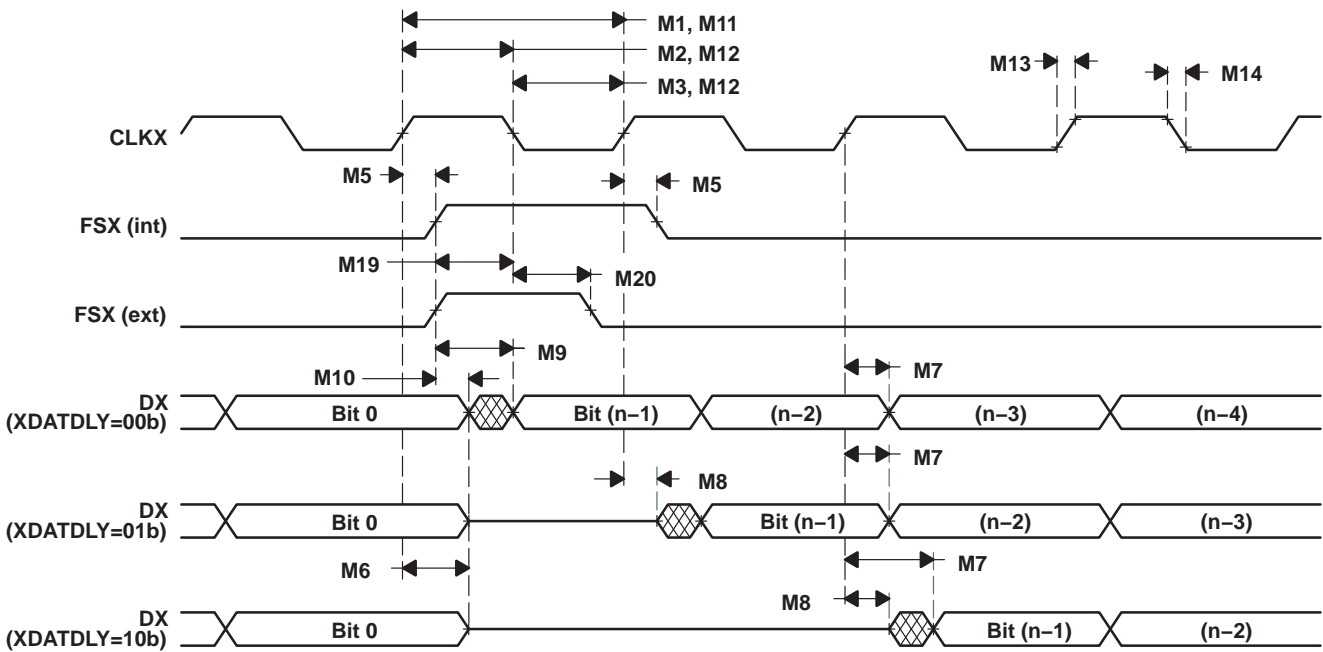 M1, M11
M2, M12
M3, M12
M13
M14
CLKX
M5
M5
FSX (int)
M19
M20
FSX (ext)
M9
M10
M7
DX
(XDATDLY=00b)
Bit 0
Bit (n−1)
(n−2)
(n−3)
(n−4)
M7
M8
DX
(XDATDLY=01b)
Bit 0
Bit (n−1)
(n−2)
(n−3)
M6
M7
M8
DX
(XDATDLY=10b)
Bit 0
Bit (n−1)
(n−2)